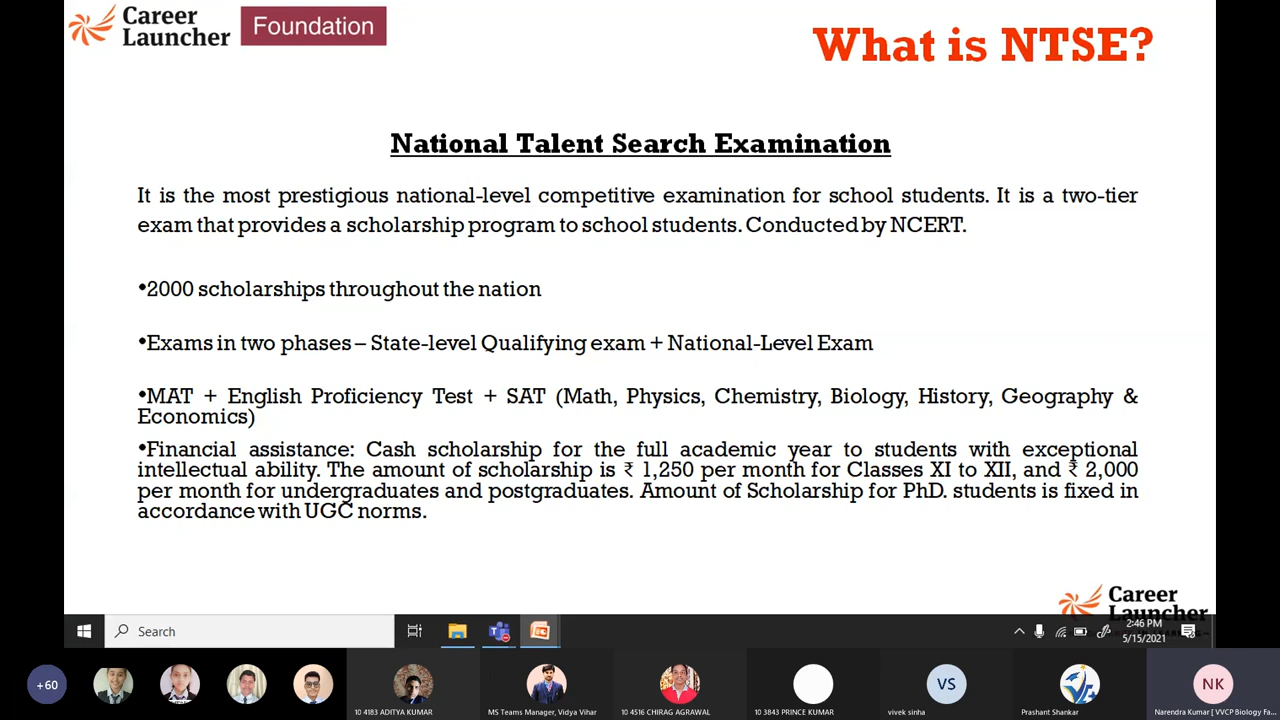 Career
Launcher
Foundation
What is NTSE?
National Talent Search Examination
It is the most prestigious national-level competitive examination for school students. It is a two-tier
exam that provides a scholarship program to school students. Conducted by NCERT.
•2000 scholarships throughout the nation
•Exams in two phases – State-level Qualifying exam + National-Level Exam
•MAT + English Proficiency Test + SAT (Math, Physics, Chemistry, Biology, History, Geography &
Economics)
•Financial assistance: Cash scholarship for the full academic year to students with exceptional
intellectual ability. The amount of scholarship is ₹ 1,250 per month for Classes XI to XII, and ₹ 2,000
per month for undergraduates and postgraduates. Amount of Scholarship for PhD. students is fixed in
accordance with UGC norms.
Career
Launcher
Search
2:46 PM
5/15/2021
+60
VS
NK
10 4183 ADITYA KUMAR
MS Teams Manager, Vidya Vihar
10 4516 CHIRAG AGRAWAL
10 3843 PRINCE KUMAR
vivek sinha
Prashant Shankar
Narendra Kumar [ VVCP Biology Fa...